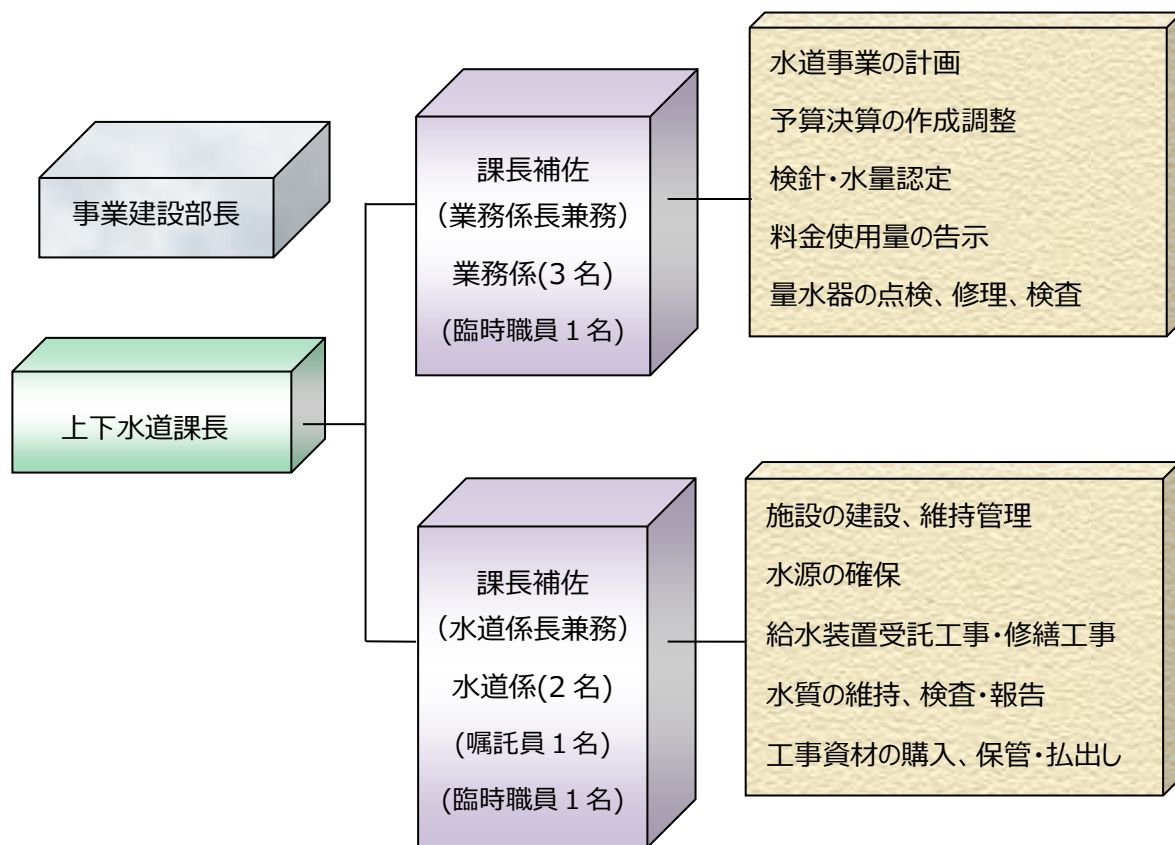 事業建設部長
上下水道課長
課長補佐
（業務係長兼務）
業務係(3名)
(臨時職員1名)
水道事業の計画
予算決算の作成調整
検針・水量認定
料金使用量の告示
量水器の点検、修理、検査
課長補佐
（水道係長兼務）
水道係(2名)
(嘱託員1名)
(臨時職員1名)
施設の建設、維持管理
水源の確保
給水装置受託工事・修繕工事
水質の維持、検査・報告
工事資材の購入、保管・払出し